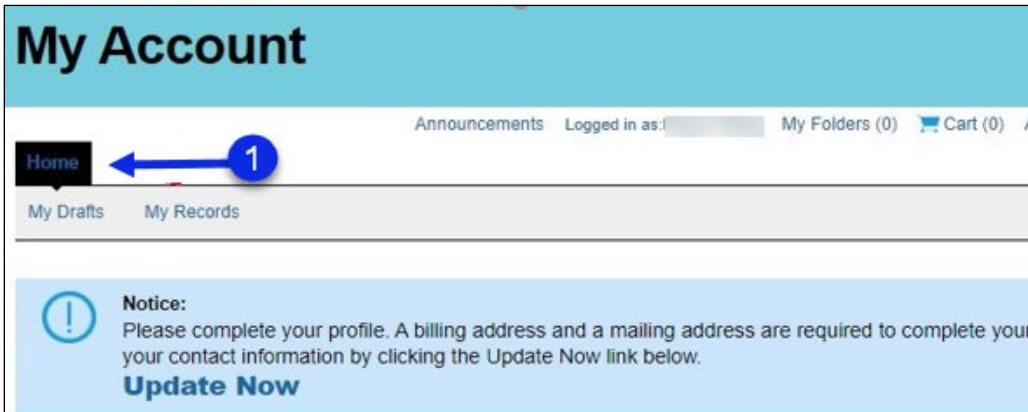 My Account
Announcements Logged in as: My Folders (0) Cart (0)
Home 1
My Drafts My Records
Notice:
Please complete your profile. A billing address and a mailing address are required to complete your
your contact information by clicking the Update Now link below.
Update Now